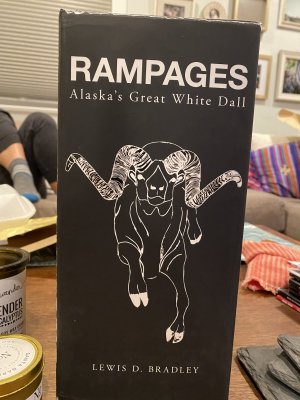 RAMPAGES
Alaska's Great White Dall
LEWIS D. BRADLEY